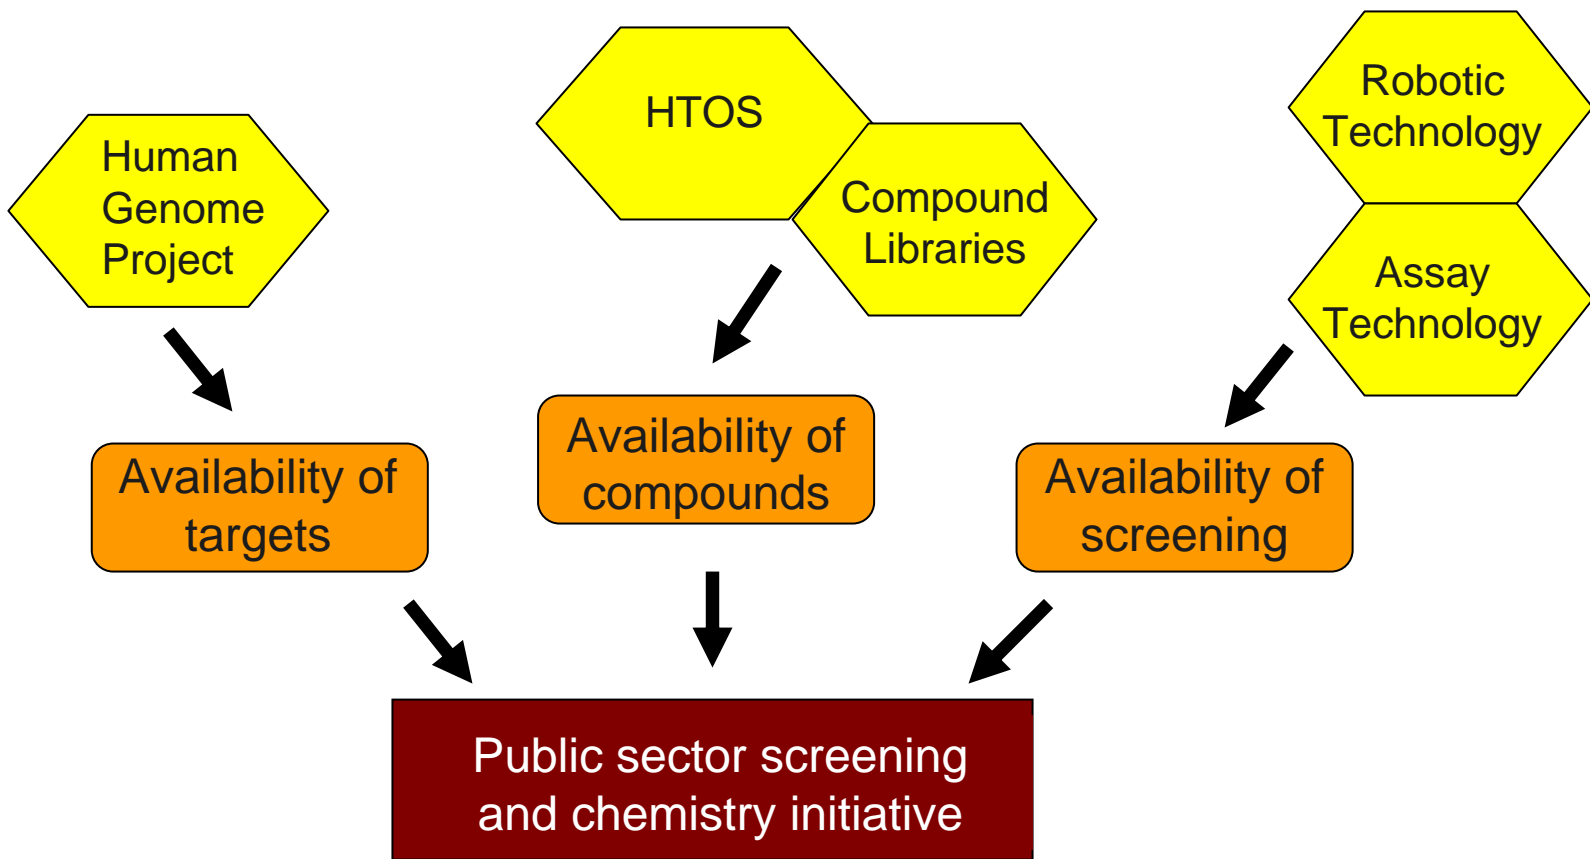 Human
Genome
Project
HTOS
Compound
Libraries
Robotic
Technology
Assay
Technology
Availability of
targets
Availability of
compounds
Availability of
screening
Public sector screening
and chemistry initiative